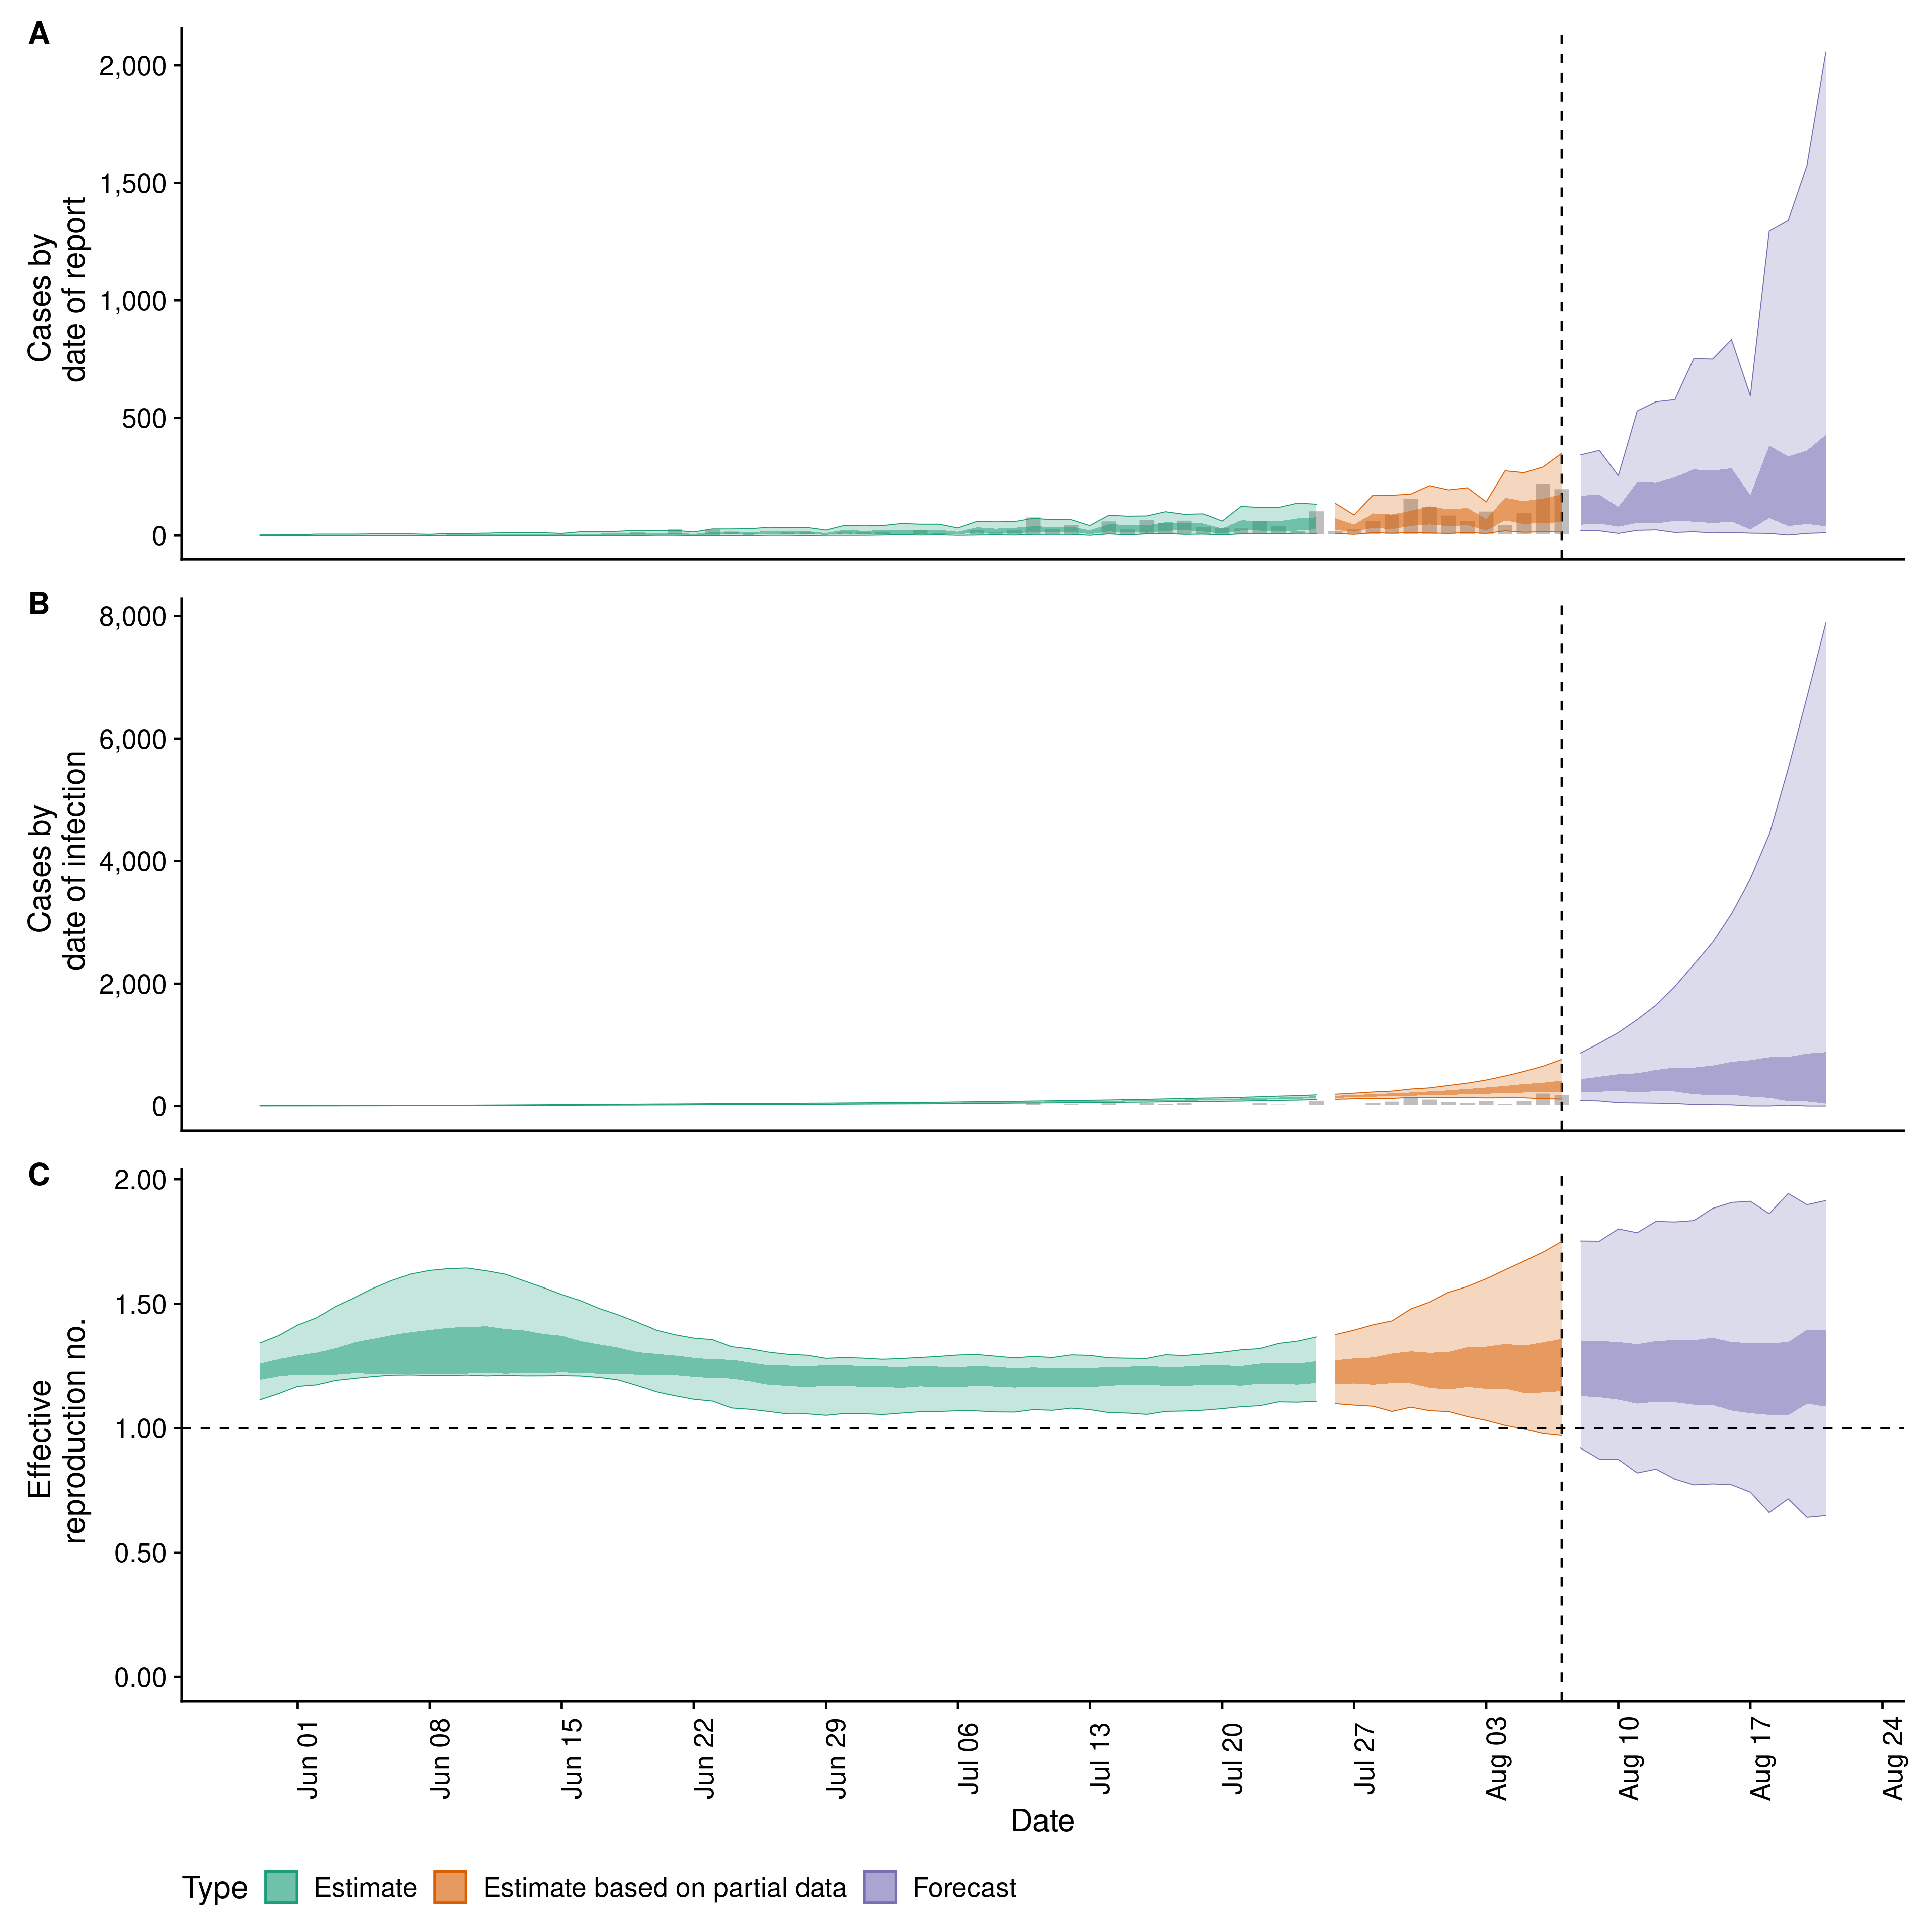 A
Cases by
date of report
2,000
1,500
1,000
500
0
B
Cases by
date of infection
8,000
6,000
4,000
2,000
0
C
Effective
reproduction no.
2.00
1.50
1.00
0.50
0.00
Jun 01
Jun 08
Jun 15
Jun 22
Jun 29
Jul 06
Jul 13
Jul 20
Jul 27
Aug 03
Aug 10
Aug 17
Aug 24
Date
Type Estimate Estimate based on partial data Forecast